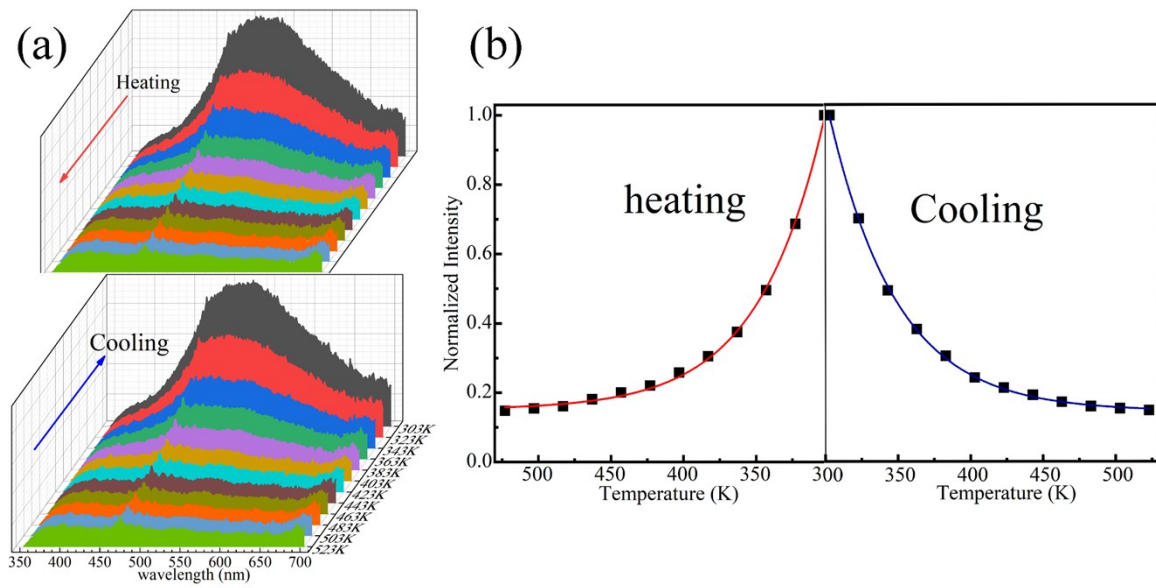 (a)
Heating
Cooling
303K
323K
343K
363K
383K
403K
423K
443K
463K
483K
503K
523K
350 400 450 500 550 600 650 700
wavelength (nm)
(b)
heating
Cooling
Normalized Intensity
1.0
0.8
0.6
0.4
0.2
0.0
500 450 400 350 300 350 400 450 500
Temperature (K) Temperature (K)